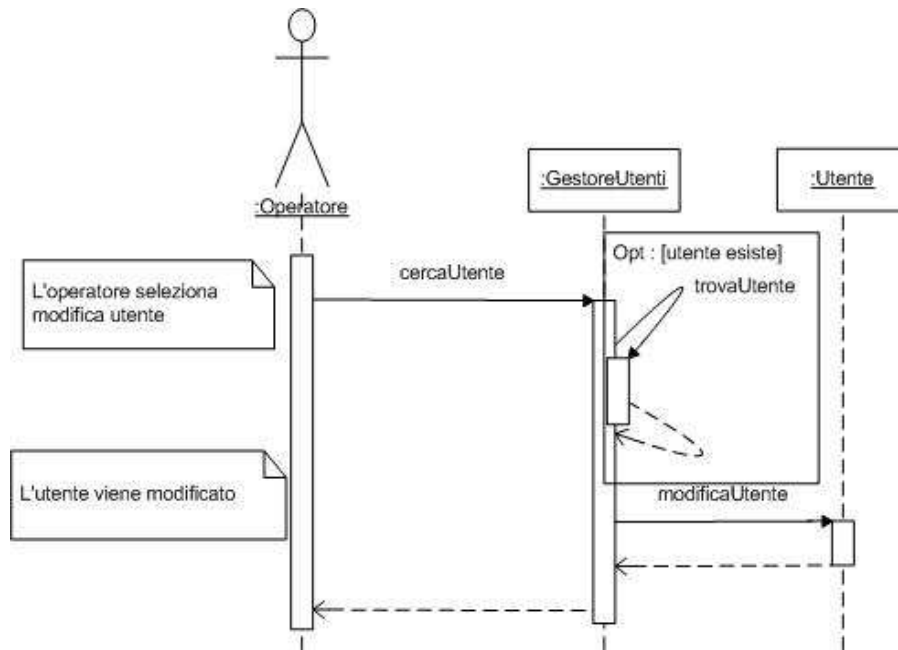 :Operatore
:GestoreUtenti
:Utente
Opt : [utente esiste]
trovaUtente
cercaUtente
L'operatore seleziona
modifica utente
L'utente viene modificato
modificaUtente